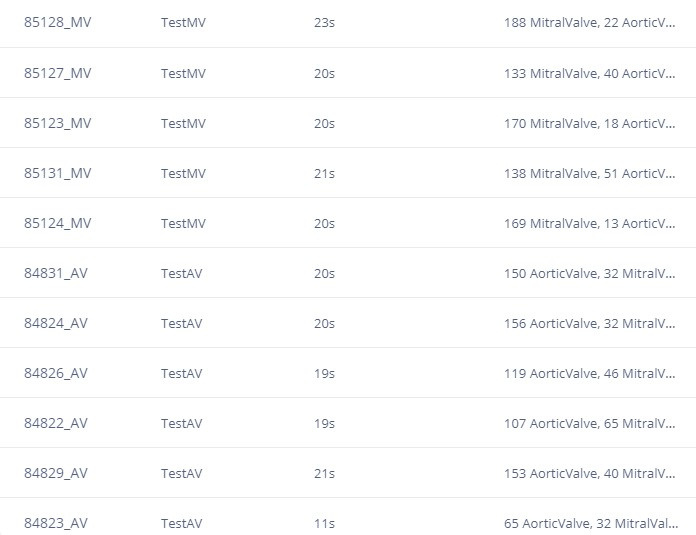 85128_MV TestMV 23s 188 MitralValve, 22 AorticV...
85127_MV TestMV 20s 133 MitralValve, 40 AorticV...
85123_MV TestMV 20s 170 MitralValve, 18 AorticV...
85131_MV TestMV 21s 138 MitralValve, 51 AorticV...
85124_MV TestMV 20s 169 MitralValve, 13 AorticV...
84831_AV TestAV 20s 150 AorticValve, 32 MitralV...
84824_AV TestAV 20s 156 AorticValve, 32 MitralV...
84826_AV TestAV 19s 119 AorticValve, 46 MitralV...
84822_AV TestAV 19s 107 AorticValve, 65 MitralV...
84829_AV TestAV 21s 153 AorticValve, 40 MitralV...
84823_AV TestAV 11s 65 AorticValve, 32 MitralVal...